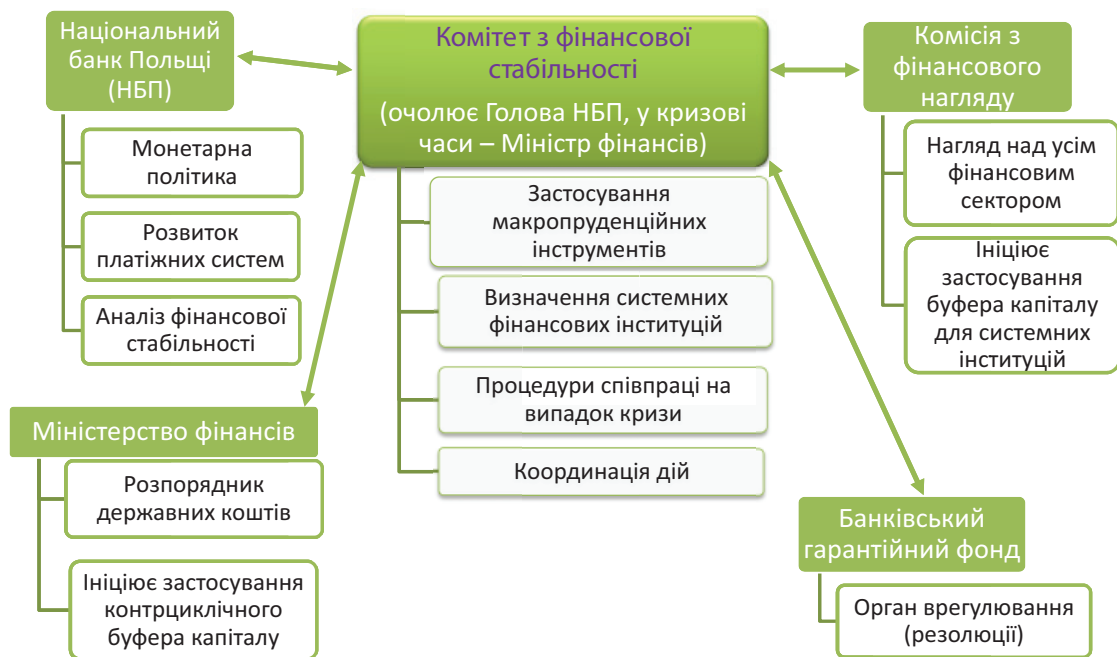 Національний
банк Польщі
(НБП)
Монетарна
політика
Розвиток
платіжних систем
Аналіз фінансової
стабільності
Комітет з фінансової
стабільності
(очолює Голова НБП, у кризові
часи – Міністр фінансів)
Застосування
макропруденційних
інструментів
Визначення системних
фінансових інституцій
Процедури співпраці на
випадок кризи
Координація дій
Комісія з
фінансового
нагляду
Нагляд над усім
фінансовим
сектором
Ініціює
застосування
буфера капіталу
для системних
інституцій
Міністерство фінансів
Розпорядник
державних коштів
Ініціює застосування
контрциклічного
буфера капіталу
Банківський
гарантійний фонд
Орган врегулювання
(резолюції)